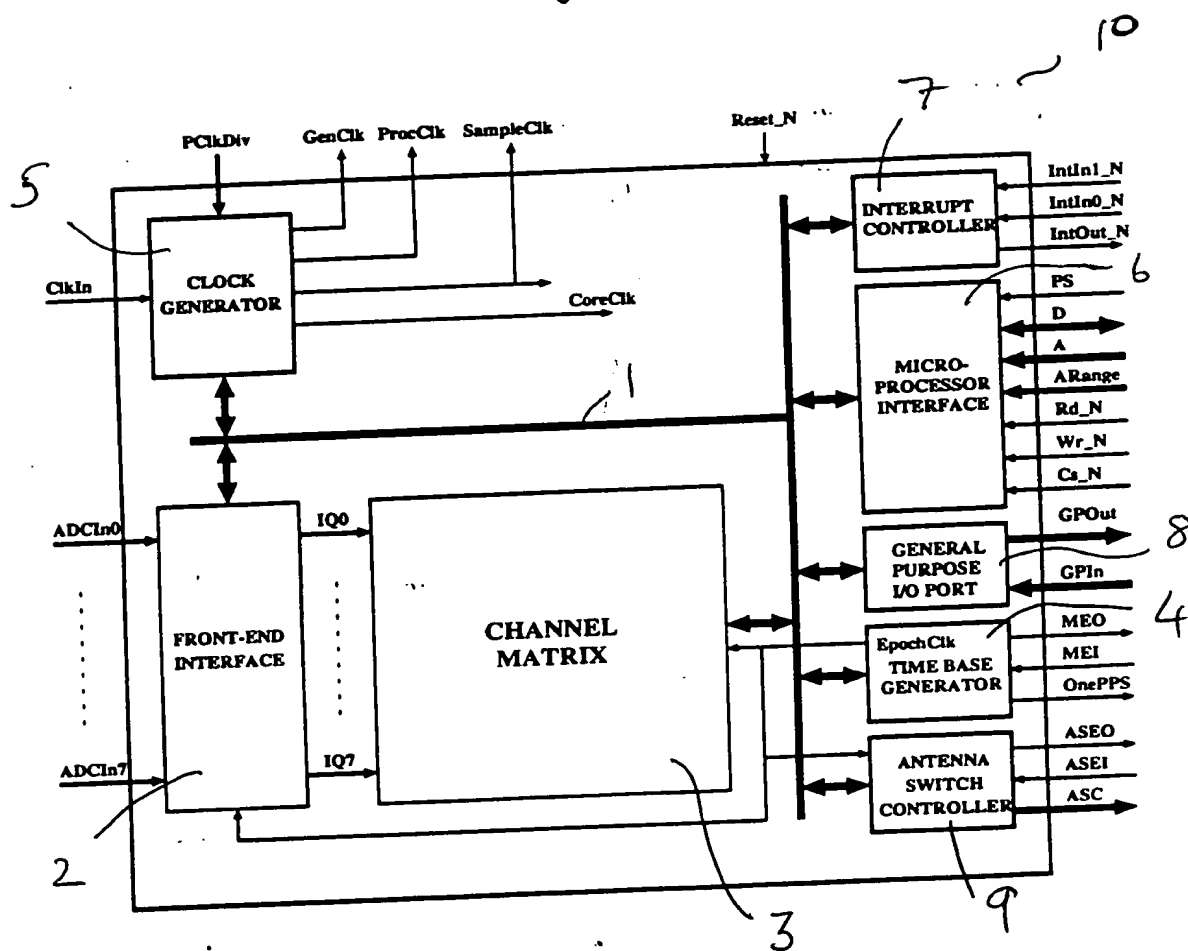 10
7
PClkDiv
GenClk
ProcClk
SampleClk
Reset_N
5
INTERRUPT
CONTROLLER
IntIn1_N
IntIn0_N
IntOut_N
6
ClkIn
CLOCK
GENERATOR
CoreClk
PS
D
A
ARange
Rd_N
Wr_N
Cs_N
MICRO-
PROCESSOR
INTERFACE
1
ADCIn0
IQ0
GENERAL
PURPOSE
I/O PORT
GPOut
8
GPIn
FRONT-END
INTERFACE
CHANNEL
MATRIX
EpochClk
TIME BASE
GENERATOR
4
MEO
MEI
OnePPS
ADCIn7
IQ7
ANTENNA
SWITCH
CONTROLLER
ASEO
ASEI
ASC
2
3
9